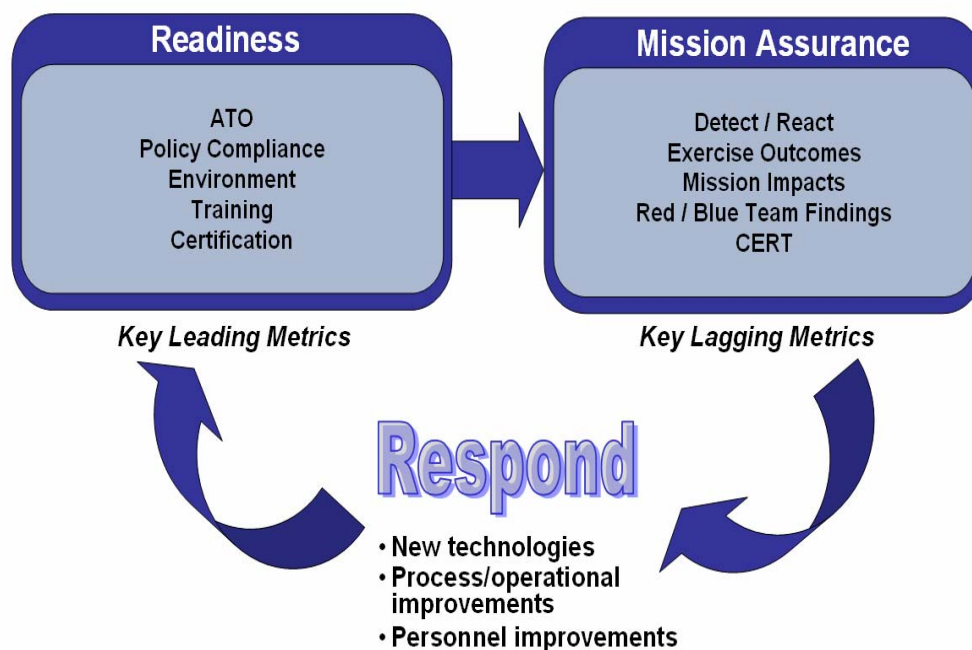 Readiness
ATO
Policy Compliance
Environment
Training
Certification
Key Leading Metrics
Mission Assurance
Detect / React
Exercise Outcomes
Mission Impacts
Red / Blue Team Findings
CERT
Key Lagging Metrics
Respond
• New technologies
• Process/operational
improvements
• Personnel improvements